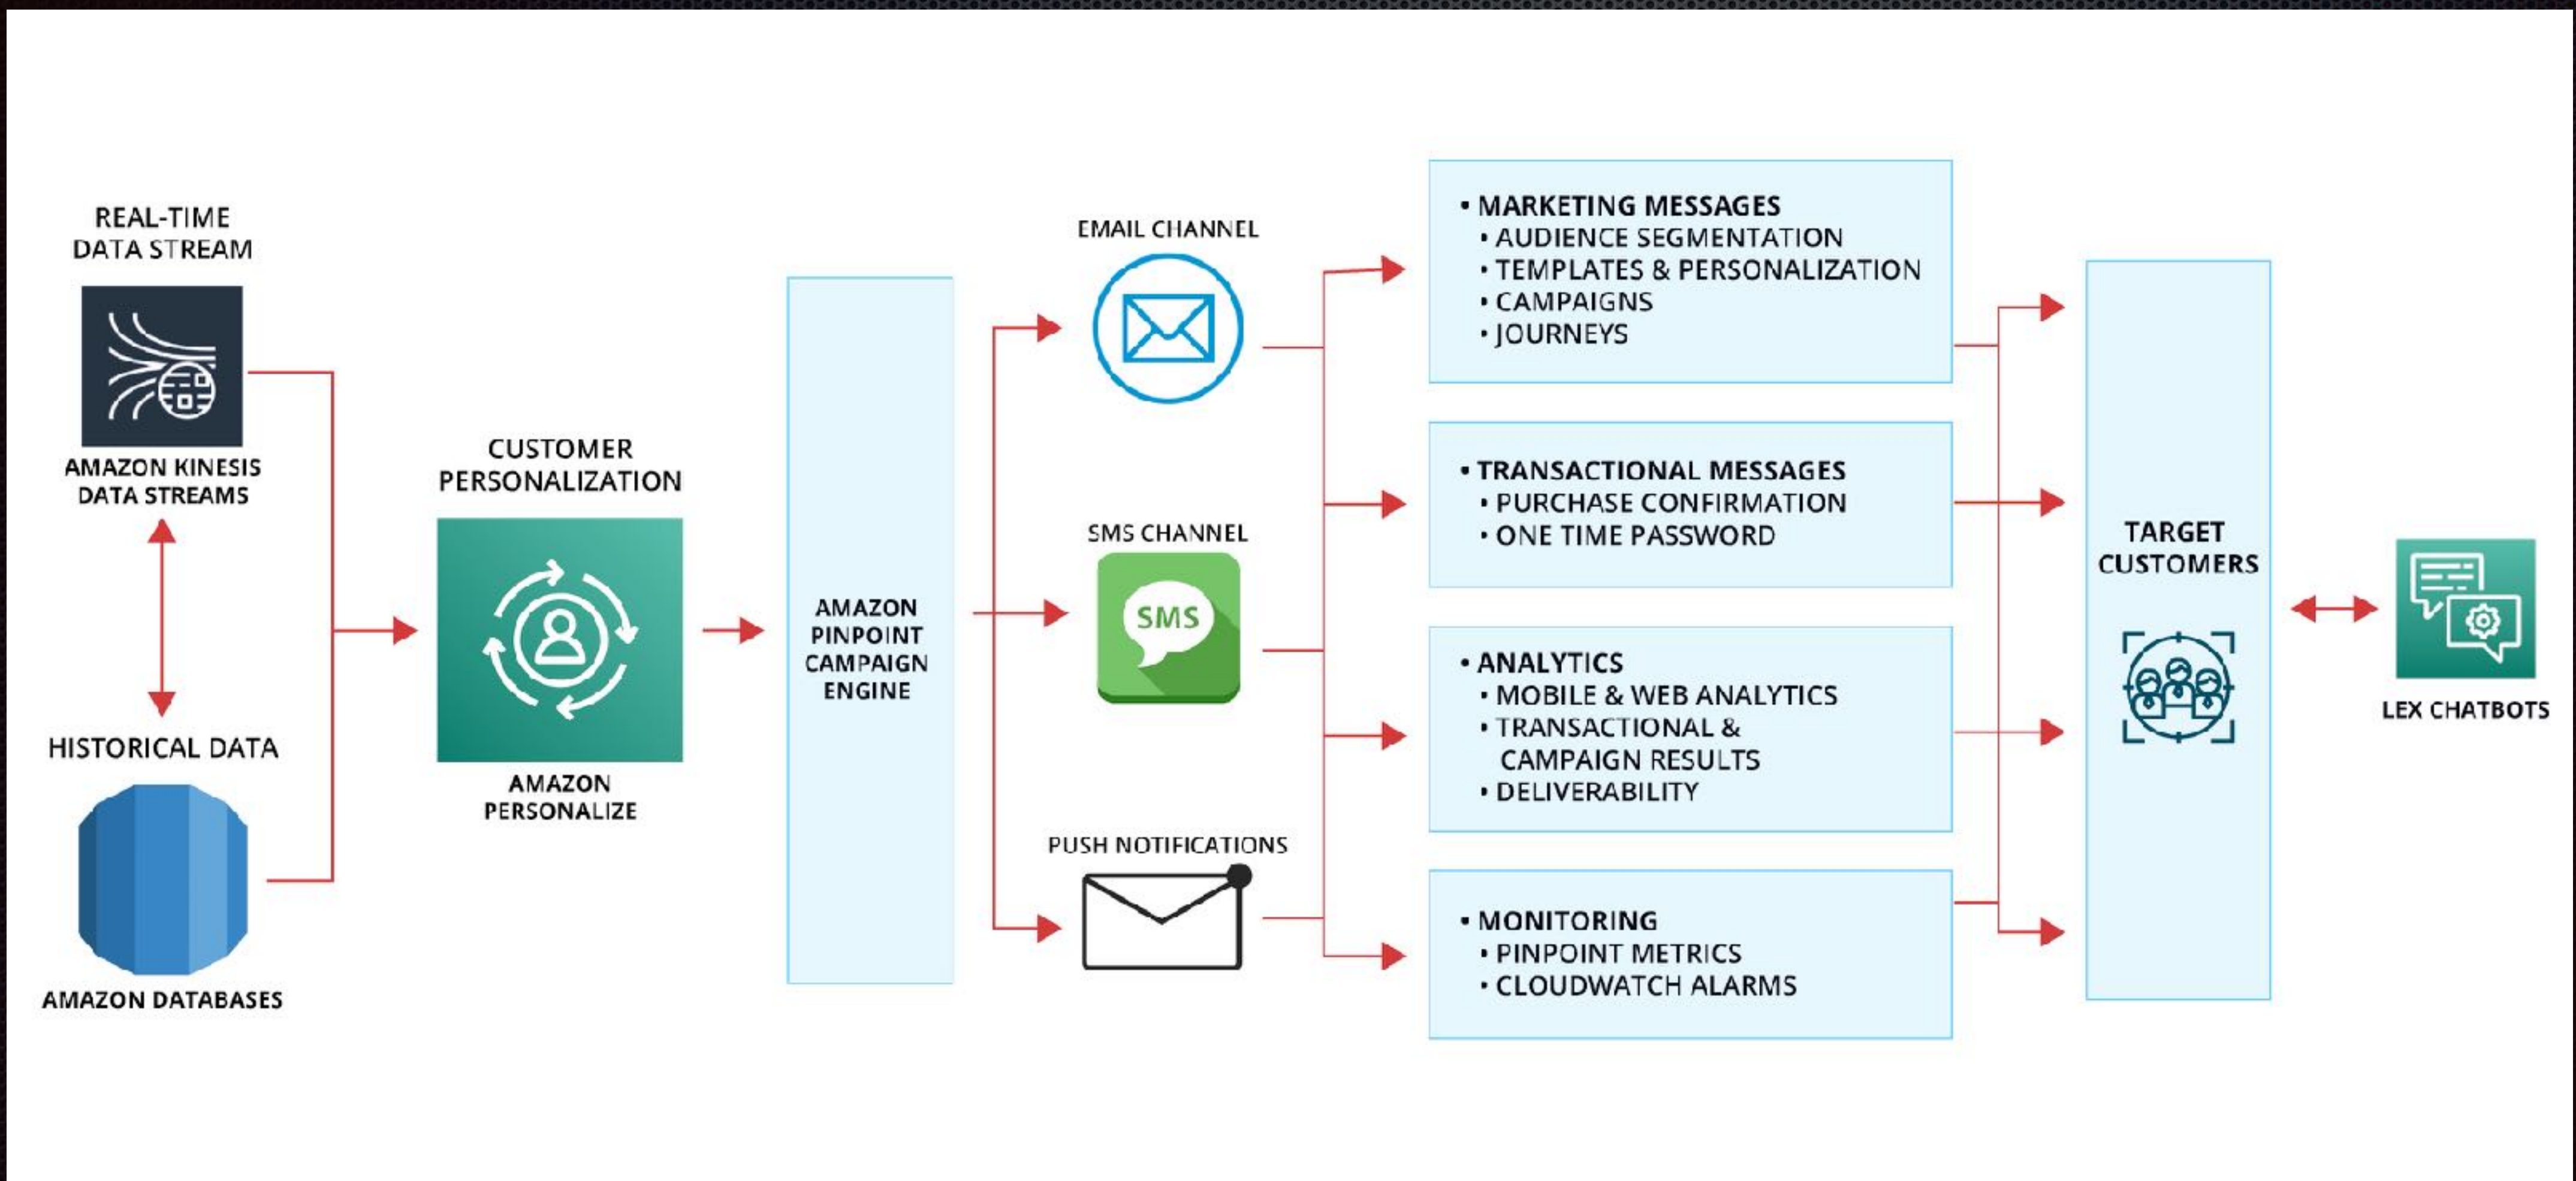 REAL-TIME
DATA STREAM
AMAZON KINESIS
DATA STREAMS
HISTORICAL DATA
AMAZON DATABASES
CUSTOMER
PERSONALIZATION
AMAZON
PERSONALIZE
AMAZON
PINPOINT
CAMPAIGN
ENGINE
EMAIL CHANNEL
SMS CHANNEL
SMS
PUSH NOTIFICATIONS
• MARKETING MESSAGES
• AUDIENCE SEGMENTATION
• TEMPLATES & PERSONALIZATION
• CAMPAIGNS
• JOURNEYS
• TRANSACTIONAL MESSAGES
• PURCHASE CONFIRMATION
• ONE TIME PASSWORD
• ANALYTICS
• MOBILE & WEB ANALYTICS
• TRANSACTIONAL &
CAMPAIGN RESULTS
• DELIVERABILITY
• MONITORING
• PINPOINT METRICS
• CLOUDWATCH ALARMS
TARGET
CUSTOMERS
LEX CHATBOTS